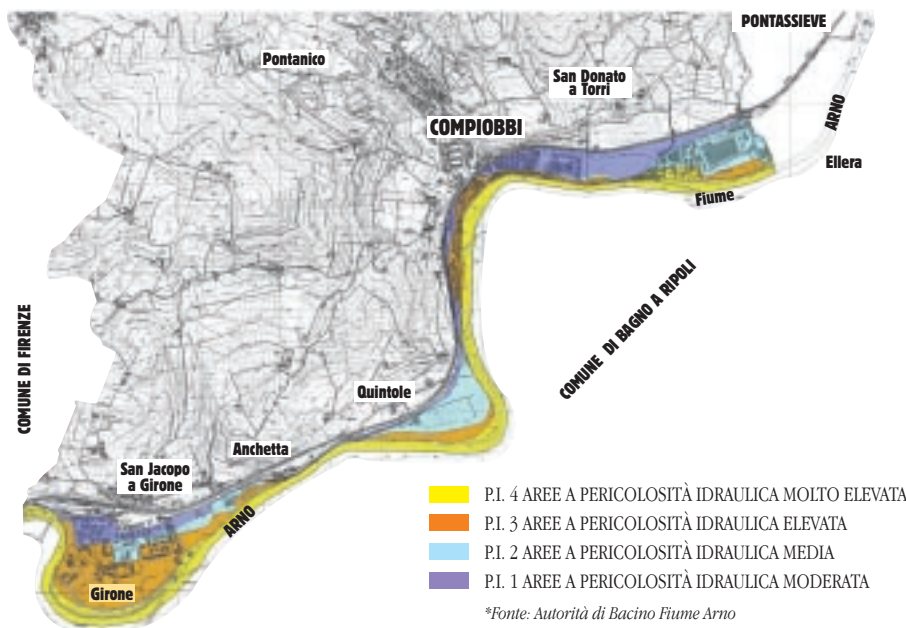 PONTASSIEVE
Pontanico
San Donato
a Torri
COMPIOBBI
ARNO
Ellera
Fiume
COMUNE DI FIRENZE
COMUNE DI BAGNO A RIPOLI
Quintole
Anchetta
San Jacopo
a Girone
ARNO
Girone
P.I. 4 AREE A PERICOLOSITÀ IDRAULICA MOLTO ELEVATA
P.I. 3 AREE A PERICOLOSITÀ IDRAULICA ELEVATA
P.I. 2 AREE A PERICOLOSITÀ IDRAULICA MEDIA
P.I. 1 AREE A PERICOLOSITÀ IDRAULICA MODERATA
*Fonte: Autorità di Bacino Fiume Arno